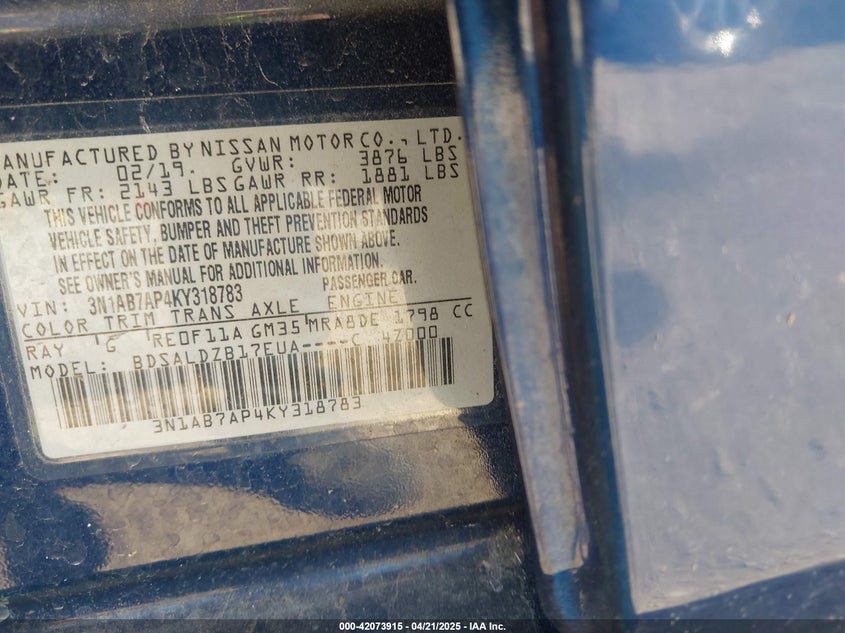 MANUFACTURED BY NISSAN MOTOR CO., LTD.
DATE: 02/19. GVWR: 3876 LBS
GAWR FR: 2143 LBS GAWR RR: 1881 LBS
THIS VEHICLE CONFORMS TO ALL APPLICABLE FEDERAL MOTOR
VEHICLE SAFETY, BUMPER AND THEFT PREVENTION STANDARDS
IN EFFECT ON THE DATE OF MANUFACTURE SHOWN ABOVE.
SEE OWNER'S MANUAL FOR ADDITIONAL INFORMATION.
VIN: 3N1AB7AP4KY318783 PASSENGER CAR.
COLOR TRIM TRANS AXLE ENGINE
RAY G RE0F11A GM35 MRA8DE 1798 CC
MODEL: BDSALDZB17EUA----C 4Z000
3N1AB7AP4KY318783
000-42073915 - 04/21/2025 - IAA Inc.